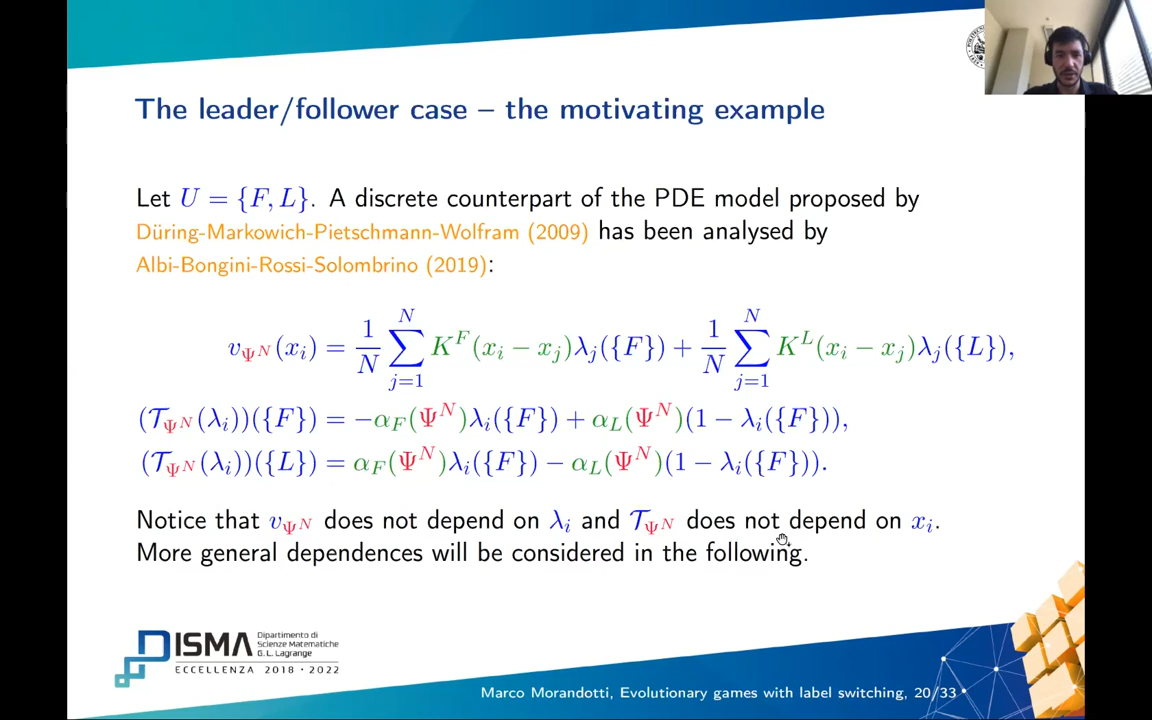 The leader/follower case – the motivating example
Let U = {F, L}. A discrete counterpart of the PDE model proposed by
Düring-Markowich-Pietschmann-Wolfram (2009) has been analysed by
Albi-Bongini-Rossi-Solombrino (2019):
v_{Ψ^N}(x_i) = \frac{1}{N} \sum_{j=1}^{N} K^F(x_i − x_j)λ_j({F}) + \frac{1}{N} \sum_{j=1}^{N} K^L(x_i − x_j)λ_j({L}),
(𝒯_{Ψ^N}(λ_i))({F}) = −α_F(Ψ^N)λ_i({F}) + α_L(Ψ^N)(1 − λ_i({F})),
(𝒯_{Ψ^N}(λ_i))({L}) = α_F(Ψ^N)λ_i({F}) − α_L(Ψ^N)(1 − λ_i({F})).
Notice that v_{Ψ^N} does not depend on λ_i and 𝒯_{Ψ^N} does not depend on x_i.
More general dependences will be considered in the following.
DISMA
Dipartimento di
Scienze Matematiche
G. L. Lagrange
ECCELLENZA 2018 · 2022
Marco Morandotti, Evolutionary games with label switching, 20/33